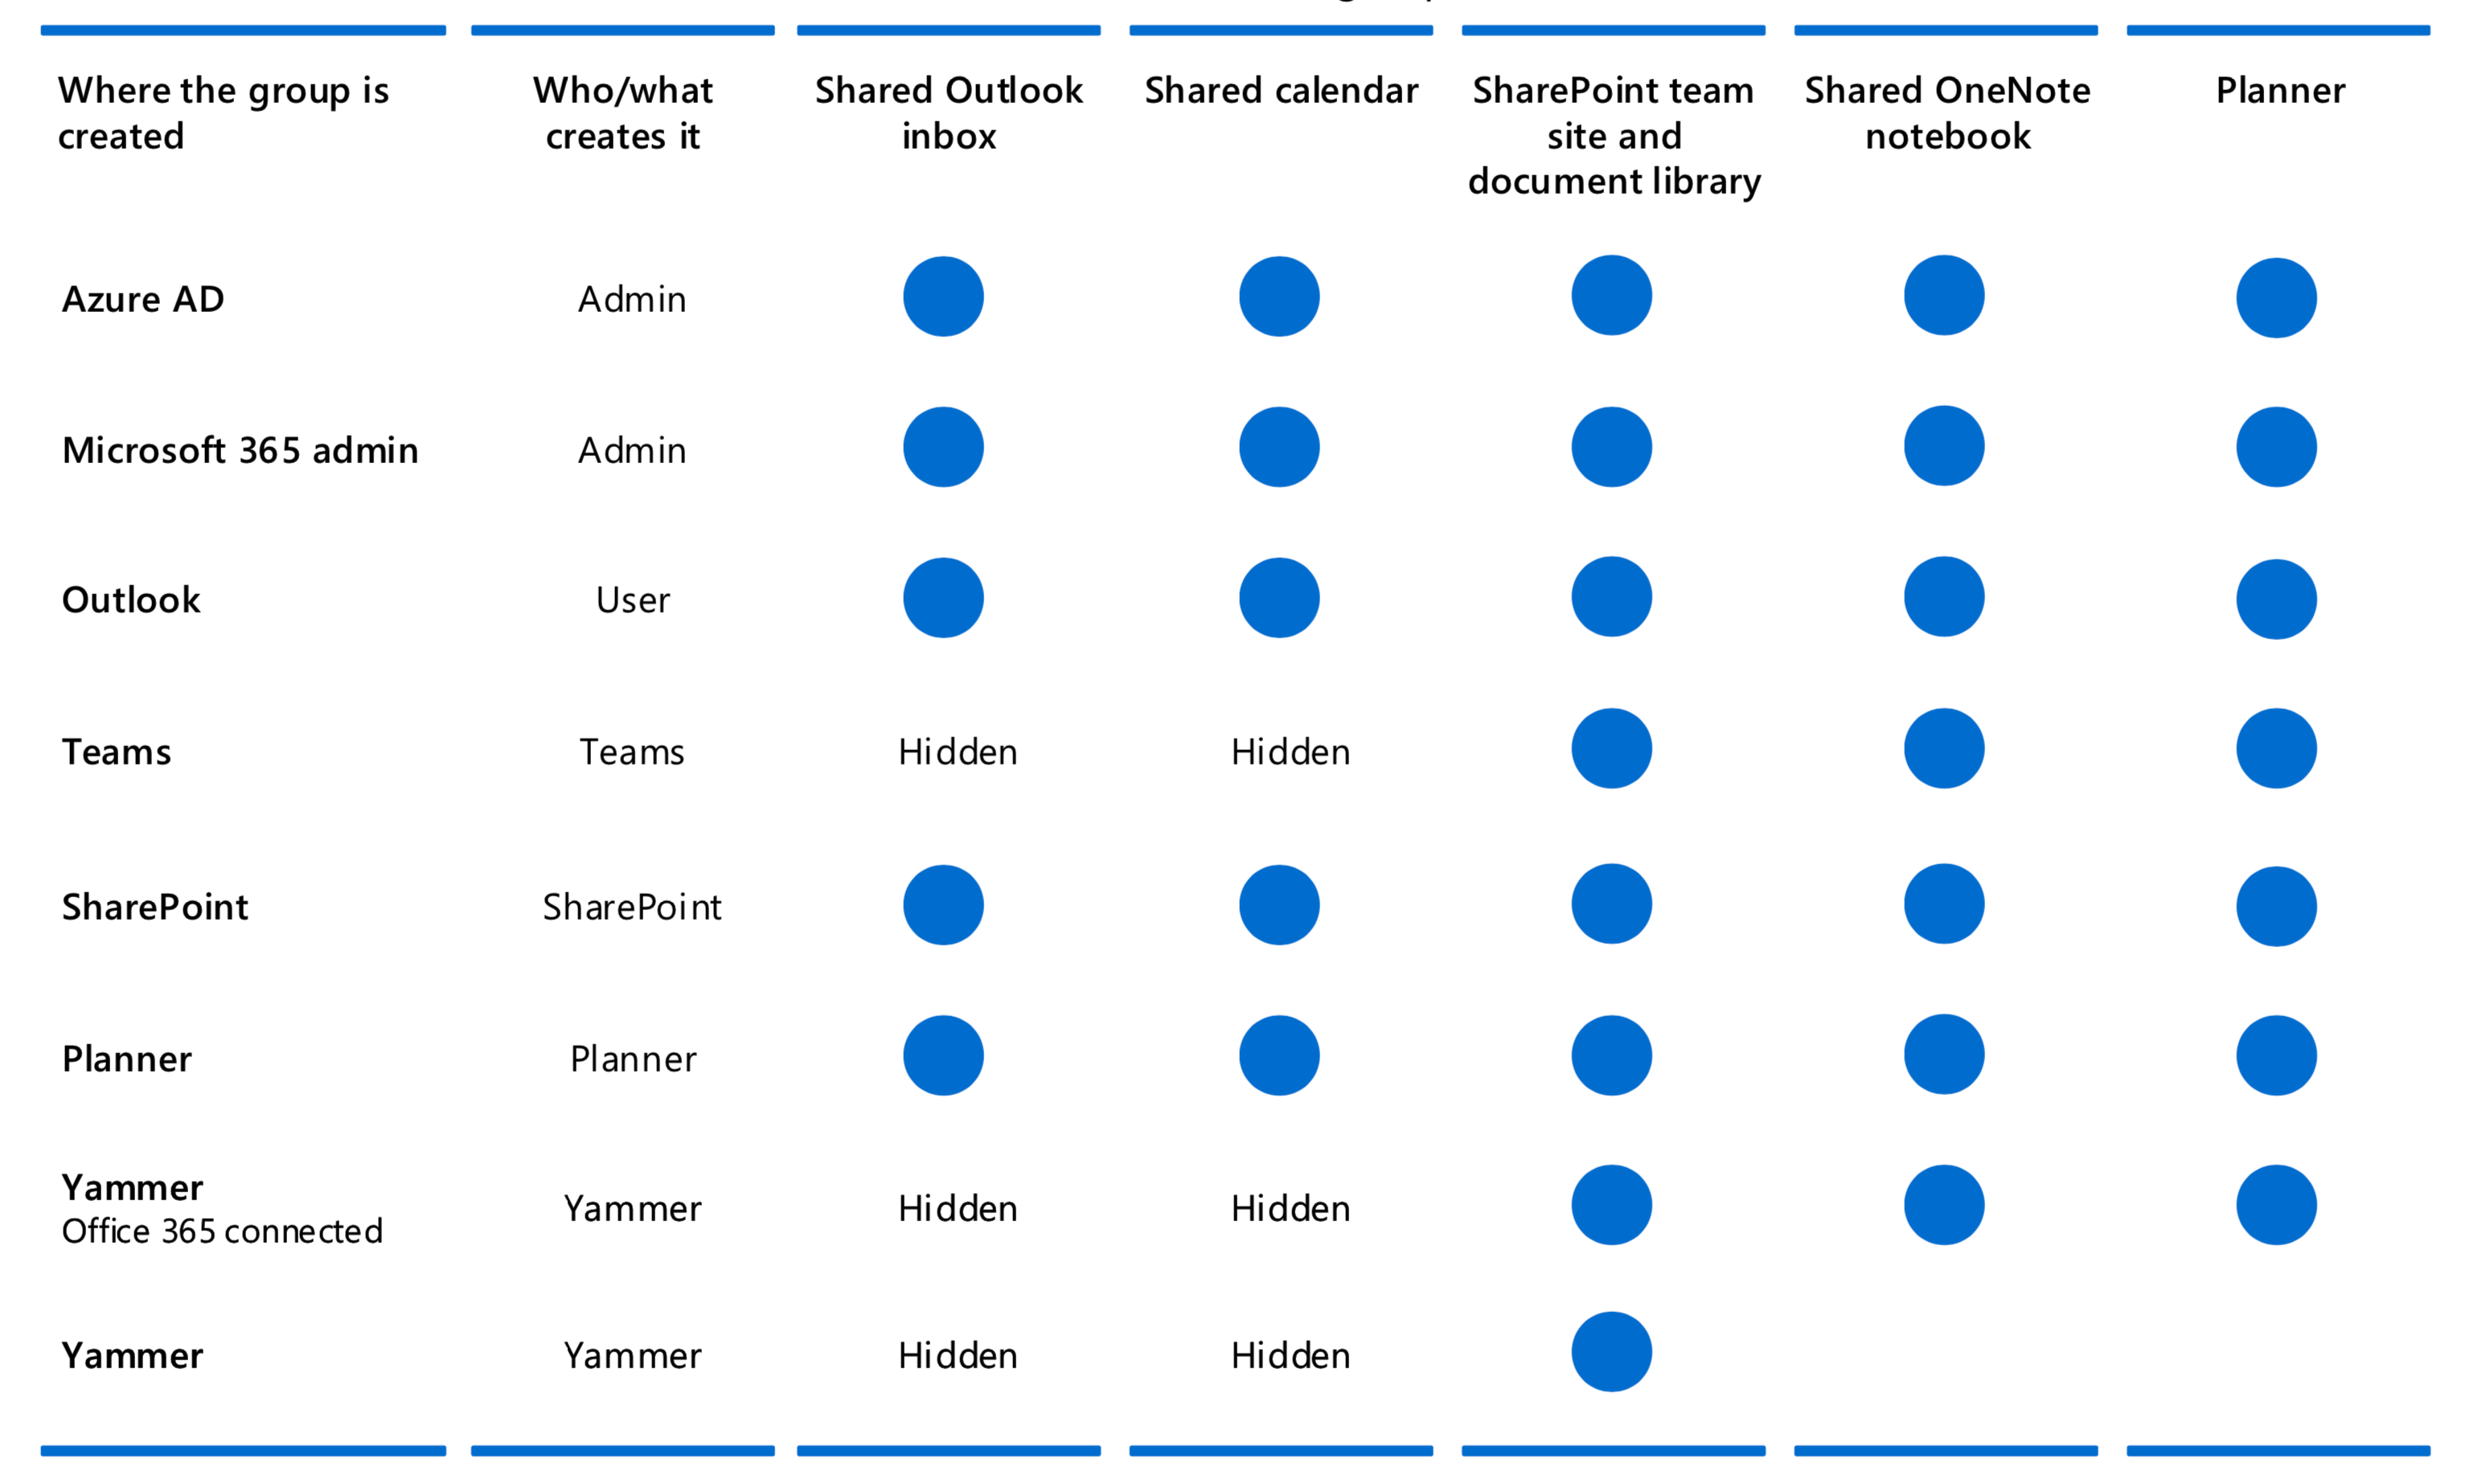 Where the group is created
Who/what creates it
Shared Outlook inbox
Shared calendar
SharePoint team site and document library
Shared OneNote notebook
Planner
Azure AD
Admin
Microsoft 365 admin
Admin
Outlook
User
Teams
Teams
Hidden
Hidden
SharePoint
SharePoint
Planner
Planner
Yammer
Office 365 connected
Yammer
Hidden
Hidden
Yammer
Yammer
Hidden
Hidden